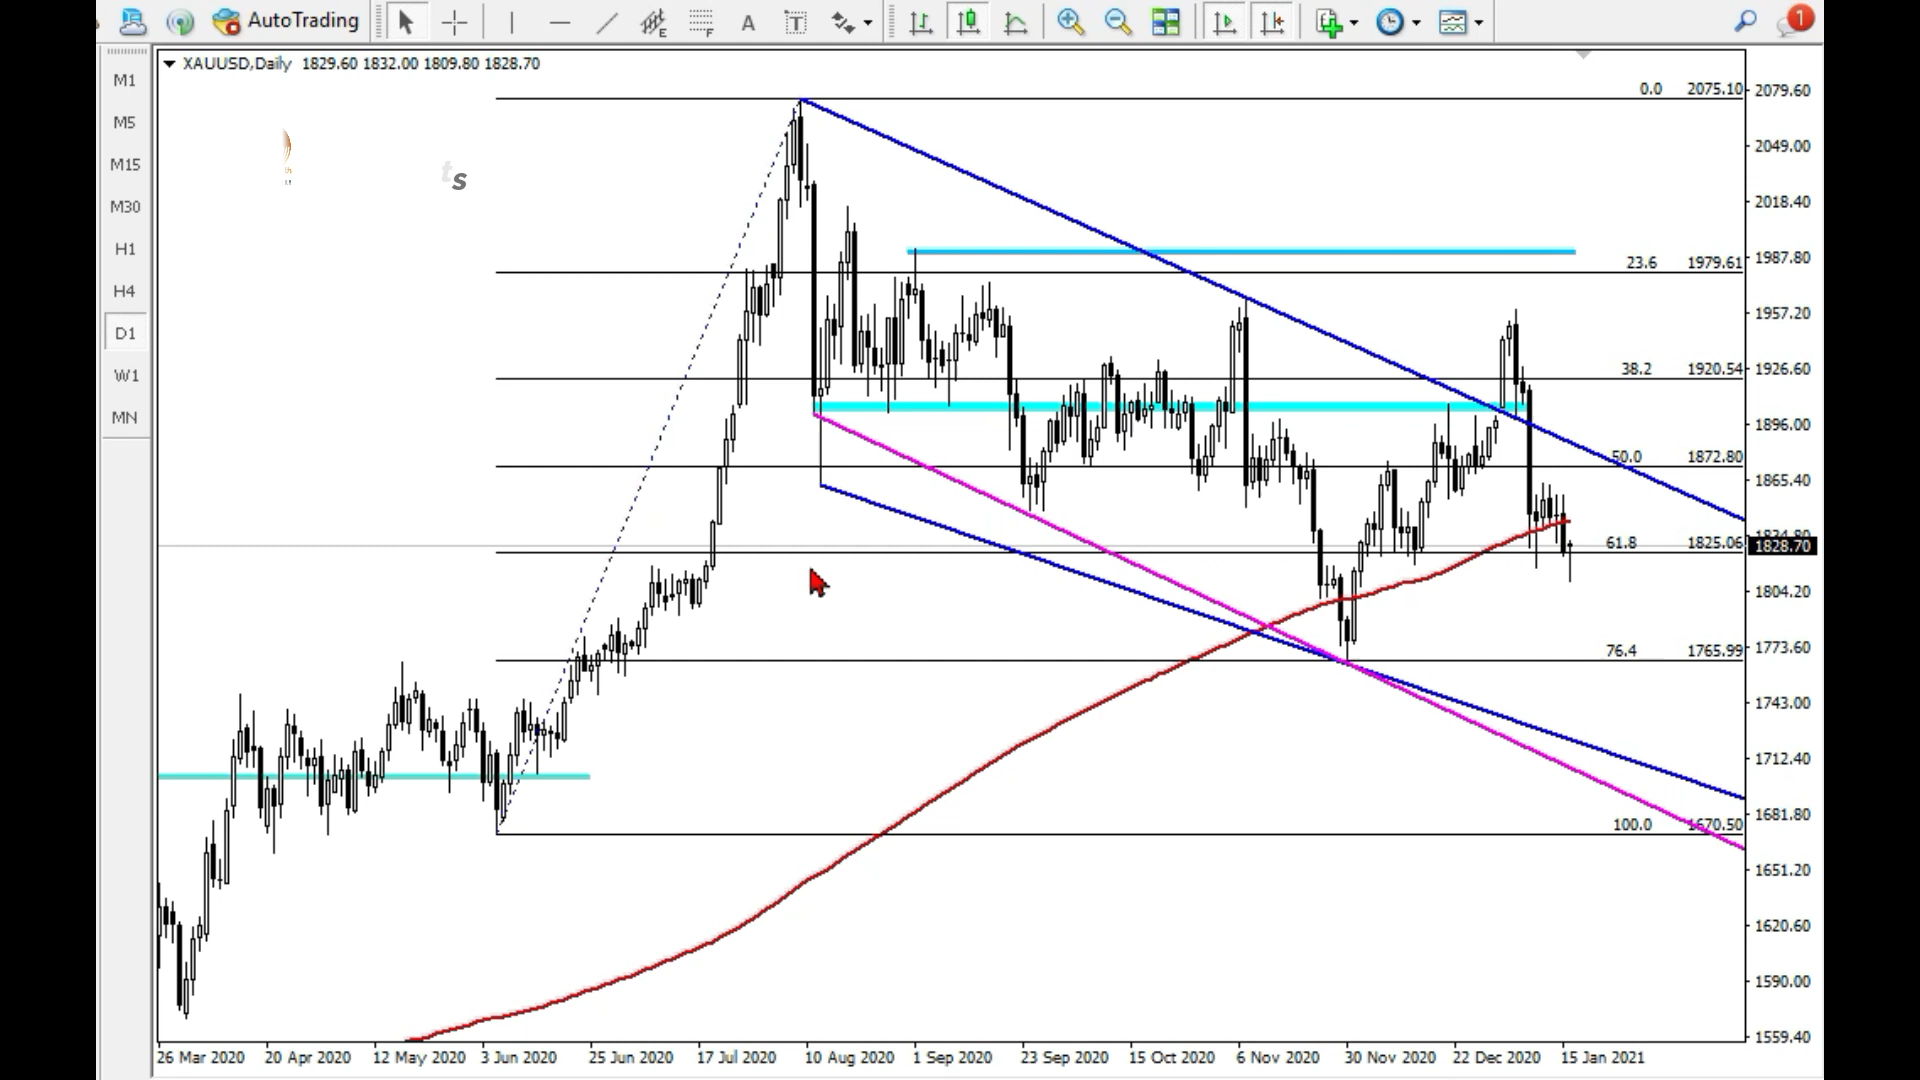 AutoTrading
E
F
A
T
1
M1
M5
M15
M30
H1
H4
D1
W1
MN
XAUUSD,Daily 1829.60 1832.00 1809.80 1828.70
ts
0.0 2075.10
23.6 1979.61
38.2 1920.54
50.0 1872.80
61.8 1825.06
76.4 1765.99
100.0 1670.50
2079.60
2049.00
2018.40
1987.80
1957.20
1926.60
1896.00
1865.40
1828.70
1804.20
1773.60
1743.00
1712.40
1681.80
1651.20
1620.60
1590.00
1559.40
26 Mar 2020 20 Apr 2020 12 May 2020 3 Jun 2020 25 Jun 2020 17 Jul 2020 10 Aug 2020 1 Sep 2020 23 Sep 2020 15 Oct 2020 6 Nov 2020 30 Nov 2020 22 Dec 2020 15 Jan 2021